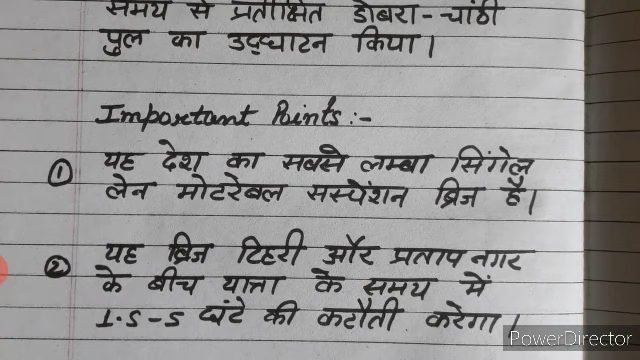 समय से प्रतीक्षित डोबरा-चांठी
पुल का उद्घाटन किया।
Important Points:-
① यह देश का सबसे लम्बा सिंगेल
लेन मोटरेबल सस्पेंशन ब्रिज है।
② यह ब्रिज टिहरी और प्रतापनगर
के बीच यात्ता के समय में
1.5-5 घंटे की कटौती करेगा।
PowerDirector